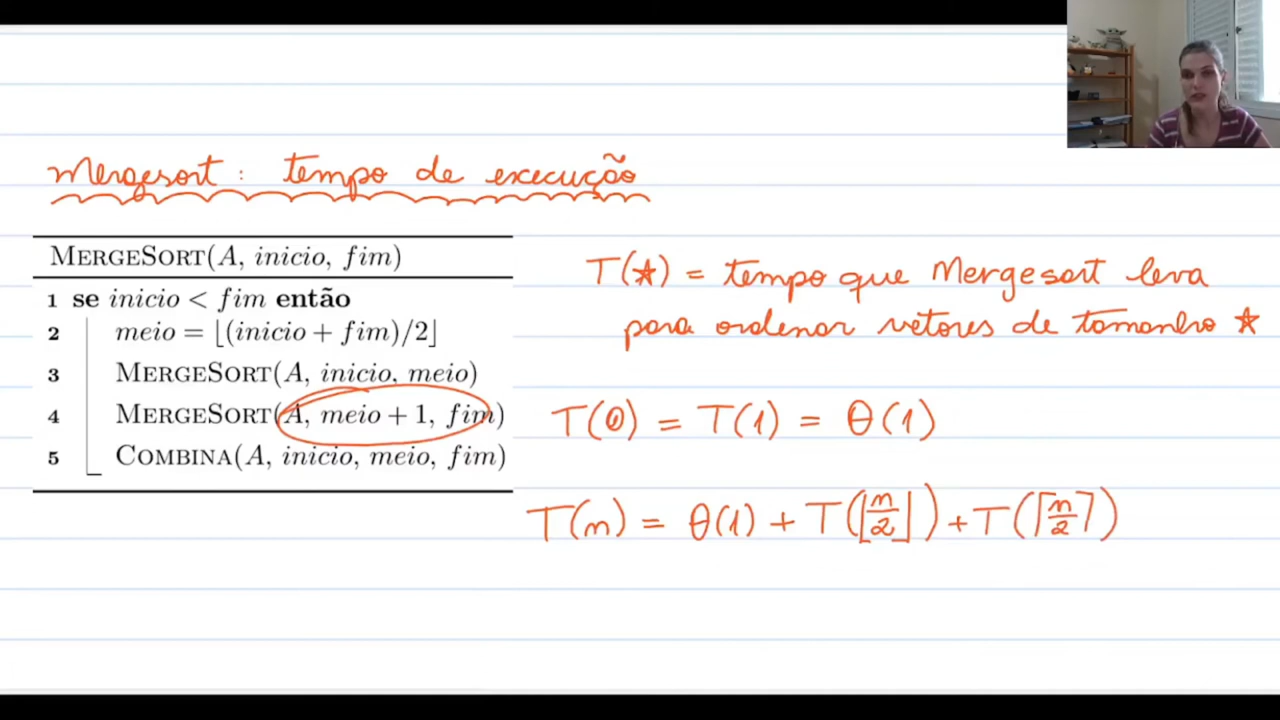 Mergesort: tempo de execução
MERGESORT(A, inicio, fim)
1 se inicio < fim então
2 meio = ⌊(inicio + fim)/2⌋
3 MERGESORT(A, inicio, meio)
4 MERGESORT(A, meio + 1, fim)
5 COMBINA(A, inicio, meio, fim)
T(★) = tempo que Mergesort leva
para ordenar vetores de tamanho ★
T(0) = T(1) = θ(1)
T(n) = θ(1) + T(⌊n/2⌋) + T(⌈n/2⌉)